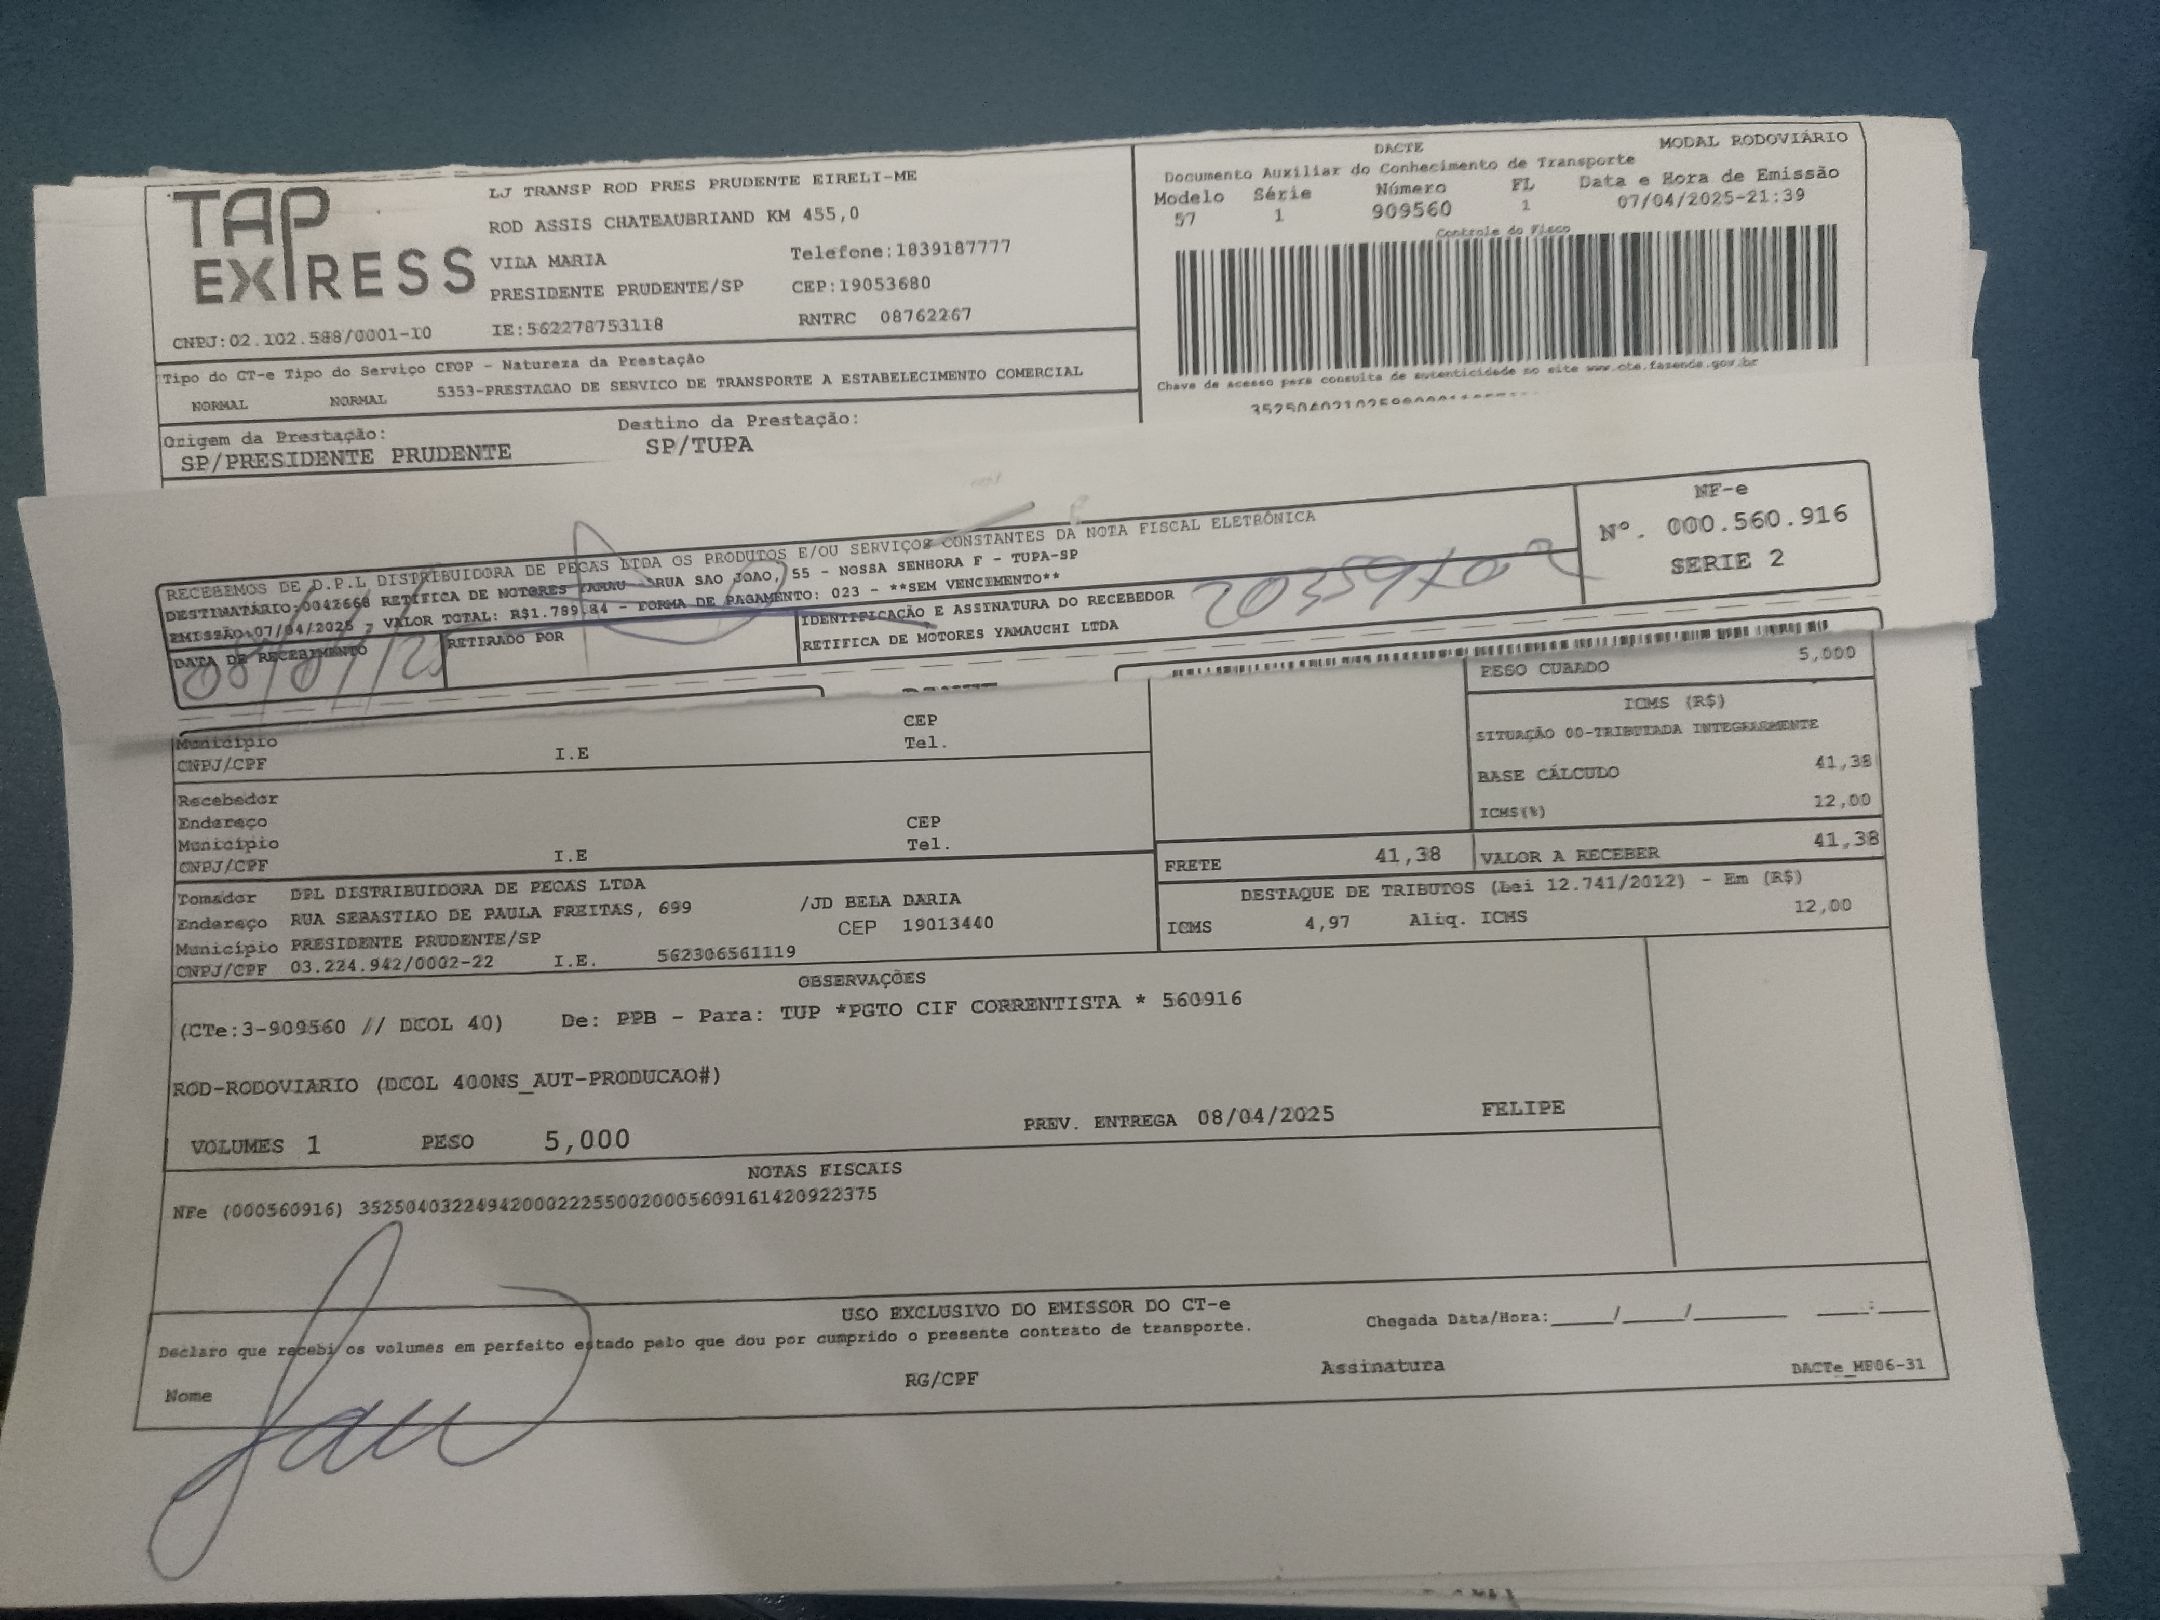 TAP EXPRESS
LJ TRANSP ROD PRES PRUDENTE EIRELI-ME
ROD ASSIS CHATEAUBRIAND KM 455,0
VILA MARIA Telefone:1839187777
PRESIDENTE PRUDENTE/SP CEP:19053680
CNPJ:02.102.588/0001-10 IE:562278753118 RNTRC 08762267
DACTE MODAL RODOVIÁRIO
Documento Auxiliar do Conhecimento de Transporte
Modelo Série Número FL Data e Hora de Emissão
57 1 909560 1 07/04/2025-21:39
Controle do Fisco
Chave de acesso para consulta de autenticidade no site www.cte.fazenda.gov.br
Tipo do CT-e Tipo do Serviço CFOP - Natureza da Prestação
NORMAL NORMAL 5353-PRESTACAO DE SERVICO DE TRANSPORTE A ESTABELECIMENTO COMERCIAL
Origem da Prestação: Destino da Prestação:
SP/PRESIDENTE PRUDENTE SP/TUPA
RECEBEMOS DE D.P.L DISTRIBUIDORA DE PECAS LTDA OS PRODUTOS E/OU SERVIÇOS CONSTANTES DA NOTA FISCAL ELETRÔNICA
DESTINATÁRIO:0042668 RETIFICA DE MOTORES RUA SAO JOAO, 55 - NOSSA SENHORA F - TUPA-SP
EMISSÃO:07/04/2025 - VALOR TOTAL: R$1.789,84 - FORMA DE PAGAMENTO: 023 - **SEM VENCIMENTO**
DATA DE RECEBIMENTO RETIRADO POR IDENTIFICAÇÃO E ASSINATURA DO RECEBEDOR
RETIFICA DE MOTORES YAMAUCHI LTDA
NF-e
Nº. 000.560.916
SERIE 2
08/04/25
PESO CUBADO 5,000
ICMS (R$)
SITUAÇÃO 00-TRIBUTADA INTEGRALMENTE
BASE CÁLCULO 41,38
ICMS(%) 12,00
FRETE 41,38 VALOR A RECEBER 41,38
DESTAQUE DE TRIBUTOS (Lei 12.741/2012) - Em (R$)
ICMS 4,97 Aliq. ICMS 12,00
Município CEP
CNPJ/CPF I.E Tel.
Recebedor
Endereço
Município CEP
CNPJ/CPF I.E Tel.
Tomador DPL DISTRIBUIDORA DE PECAS LTDA
Endereço RUA SEBASTIAO DE PAULA FREITAS, 699 /JD BELA DARIA
Município PRESIDENTE PRUDENTE/SP CEP 19013440
CNPJ/CPF 03.224.942/0002-22 I.E. 562306561119
OBSERVAÇÕES
(CTe:3-909560 // DCOL 40) De: PPB - Para: TUP *PGTO CIF CORRENTISTA * 560916
ROD-RODOVIARIO (DCOL 400NS_AUT-PRODUCAO#)
VOLUMES 1 PESO 5,000 PREV. ENTREGA 08/04/2025 FELIPE
NOTAS FISCAIS
NFe (000560916) 35250403224942000222550020005609161420922375
USO EXCLUSIVO DO EMISSOR DO CT-e
Declaro que recebi os volumes em perfeito estado pelo que dou por cumprido o presente contrato de transporte. Chegada Data/Hora:_____/_____/_______ ____:____
Nome RG/CPF Assinatura DACTe_MB06-31